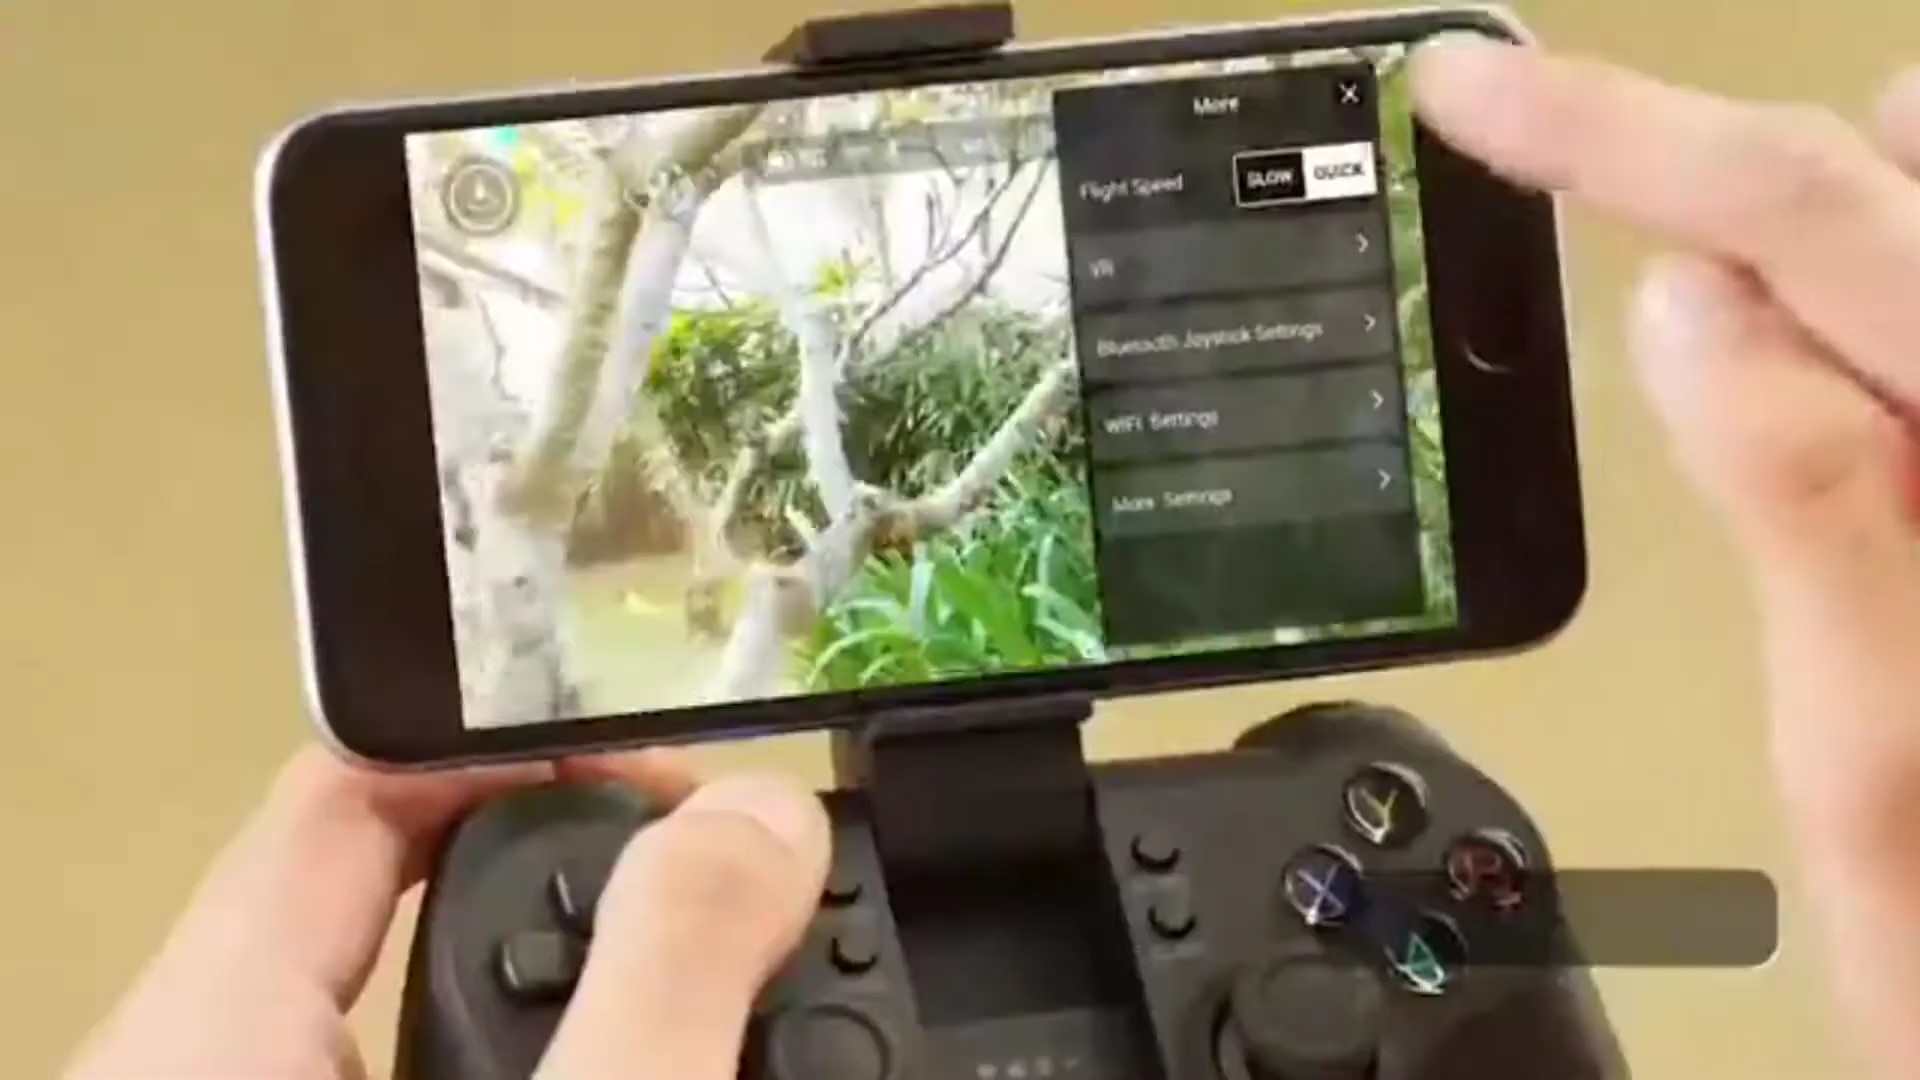 More
Flight Speed
SLOW QUICK
VR
Bluetooth Joystick Settings
WiFi Settings
More Settings
Y
X
A